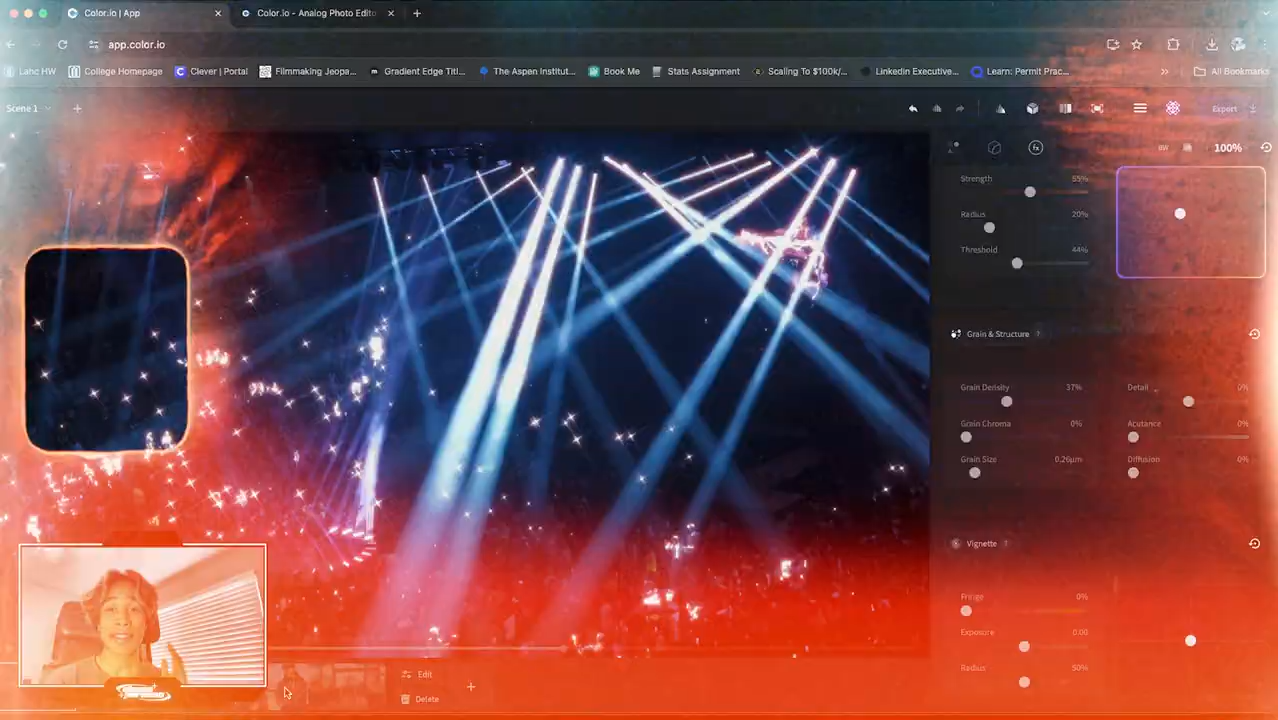 Color.io | App
Color.io - Analog Photo Edito
app.color.io
Lahc HW
College Homepage
Clever | Portal
Filmmaking Jeopa...
Gradient Edge Titl...
The Aspen Institut...
Book Me
Stats Assignment
Scaling To $100k/...
Linkedin Executive...
Learn: Permit Prac...
All Bookmarks
Scene 1
Export
fx
BW
100%
Strength 55%
Radius 20%
Threshold 44%
Grain & Structure ?
Grain Density 37%
Detail 0%
Grain Chroma 0%
Acutance 0%
Grain Size 0.26µm
Diffusion 0%
Vignette ?
Fringe 0%
Exposure 0.00
Radius 50%
Edit
Delete